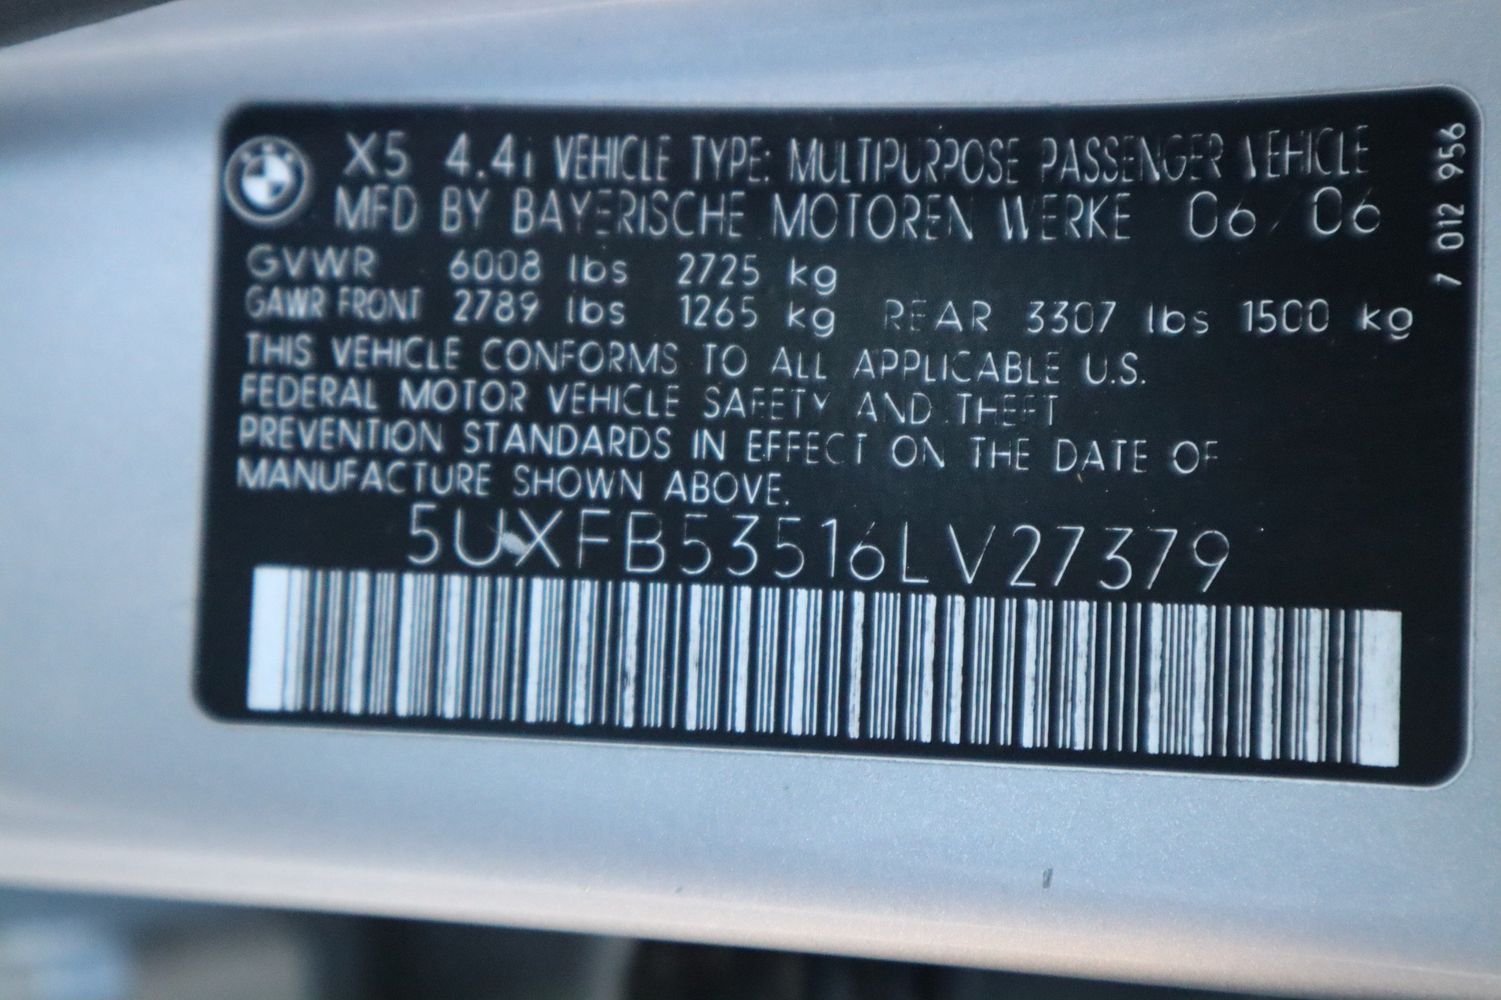 X5 4.4i VEHICLE TYPE: MULTIPURPOSE PASSENGER VEHICLE
MFD BY BAYERISCHE MOTOREN WERKE 06/06
GVWR 6008 lbs 2725 kg
GAWR FRONT 2789 lbs 1265 kg REAR 3307 lbs 1500 kg
THIS VEHICLE CONFORMS TO ALL APPLICABLE U.S.
FEDERAL MOTOR VEHICLE SAFETY AND THEFT
PREVENTION STANDARDS IN EFFECT ON THE DATE OF
MANUFACTURE SHOWN ABOVE.
5UXFB53516LV27379
7 012 956